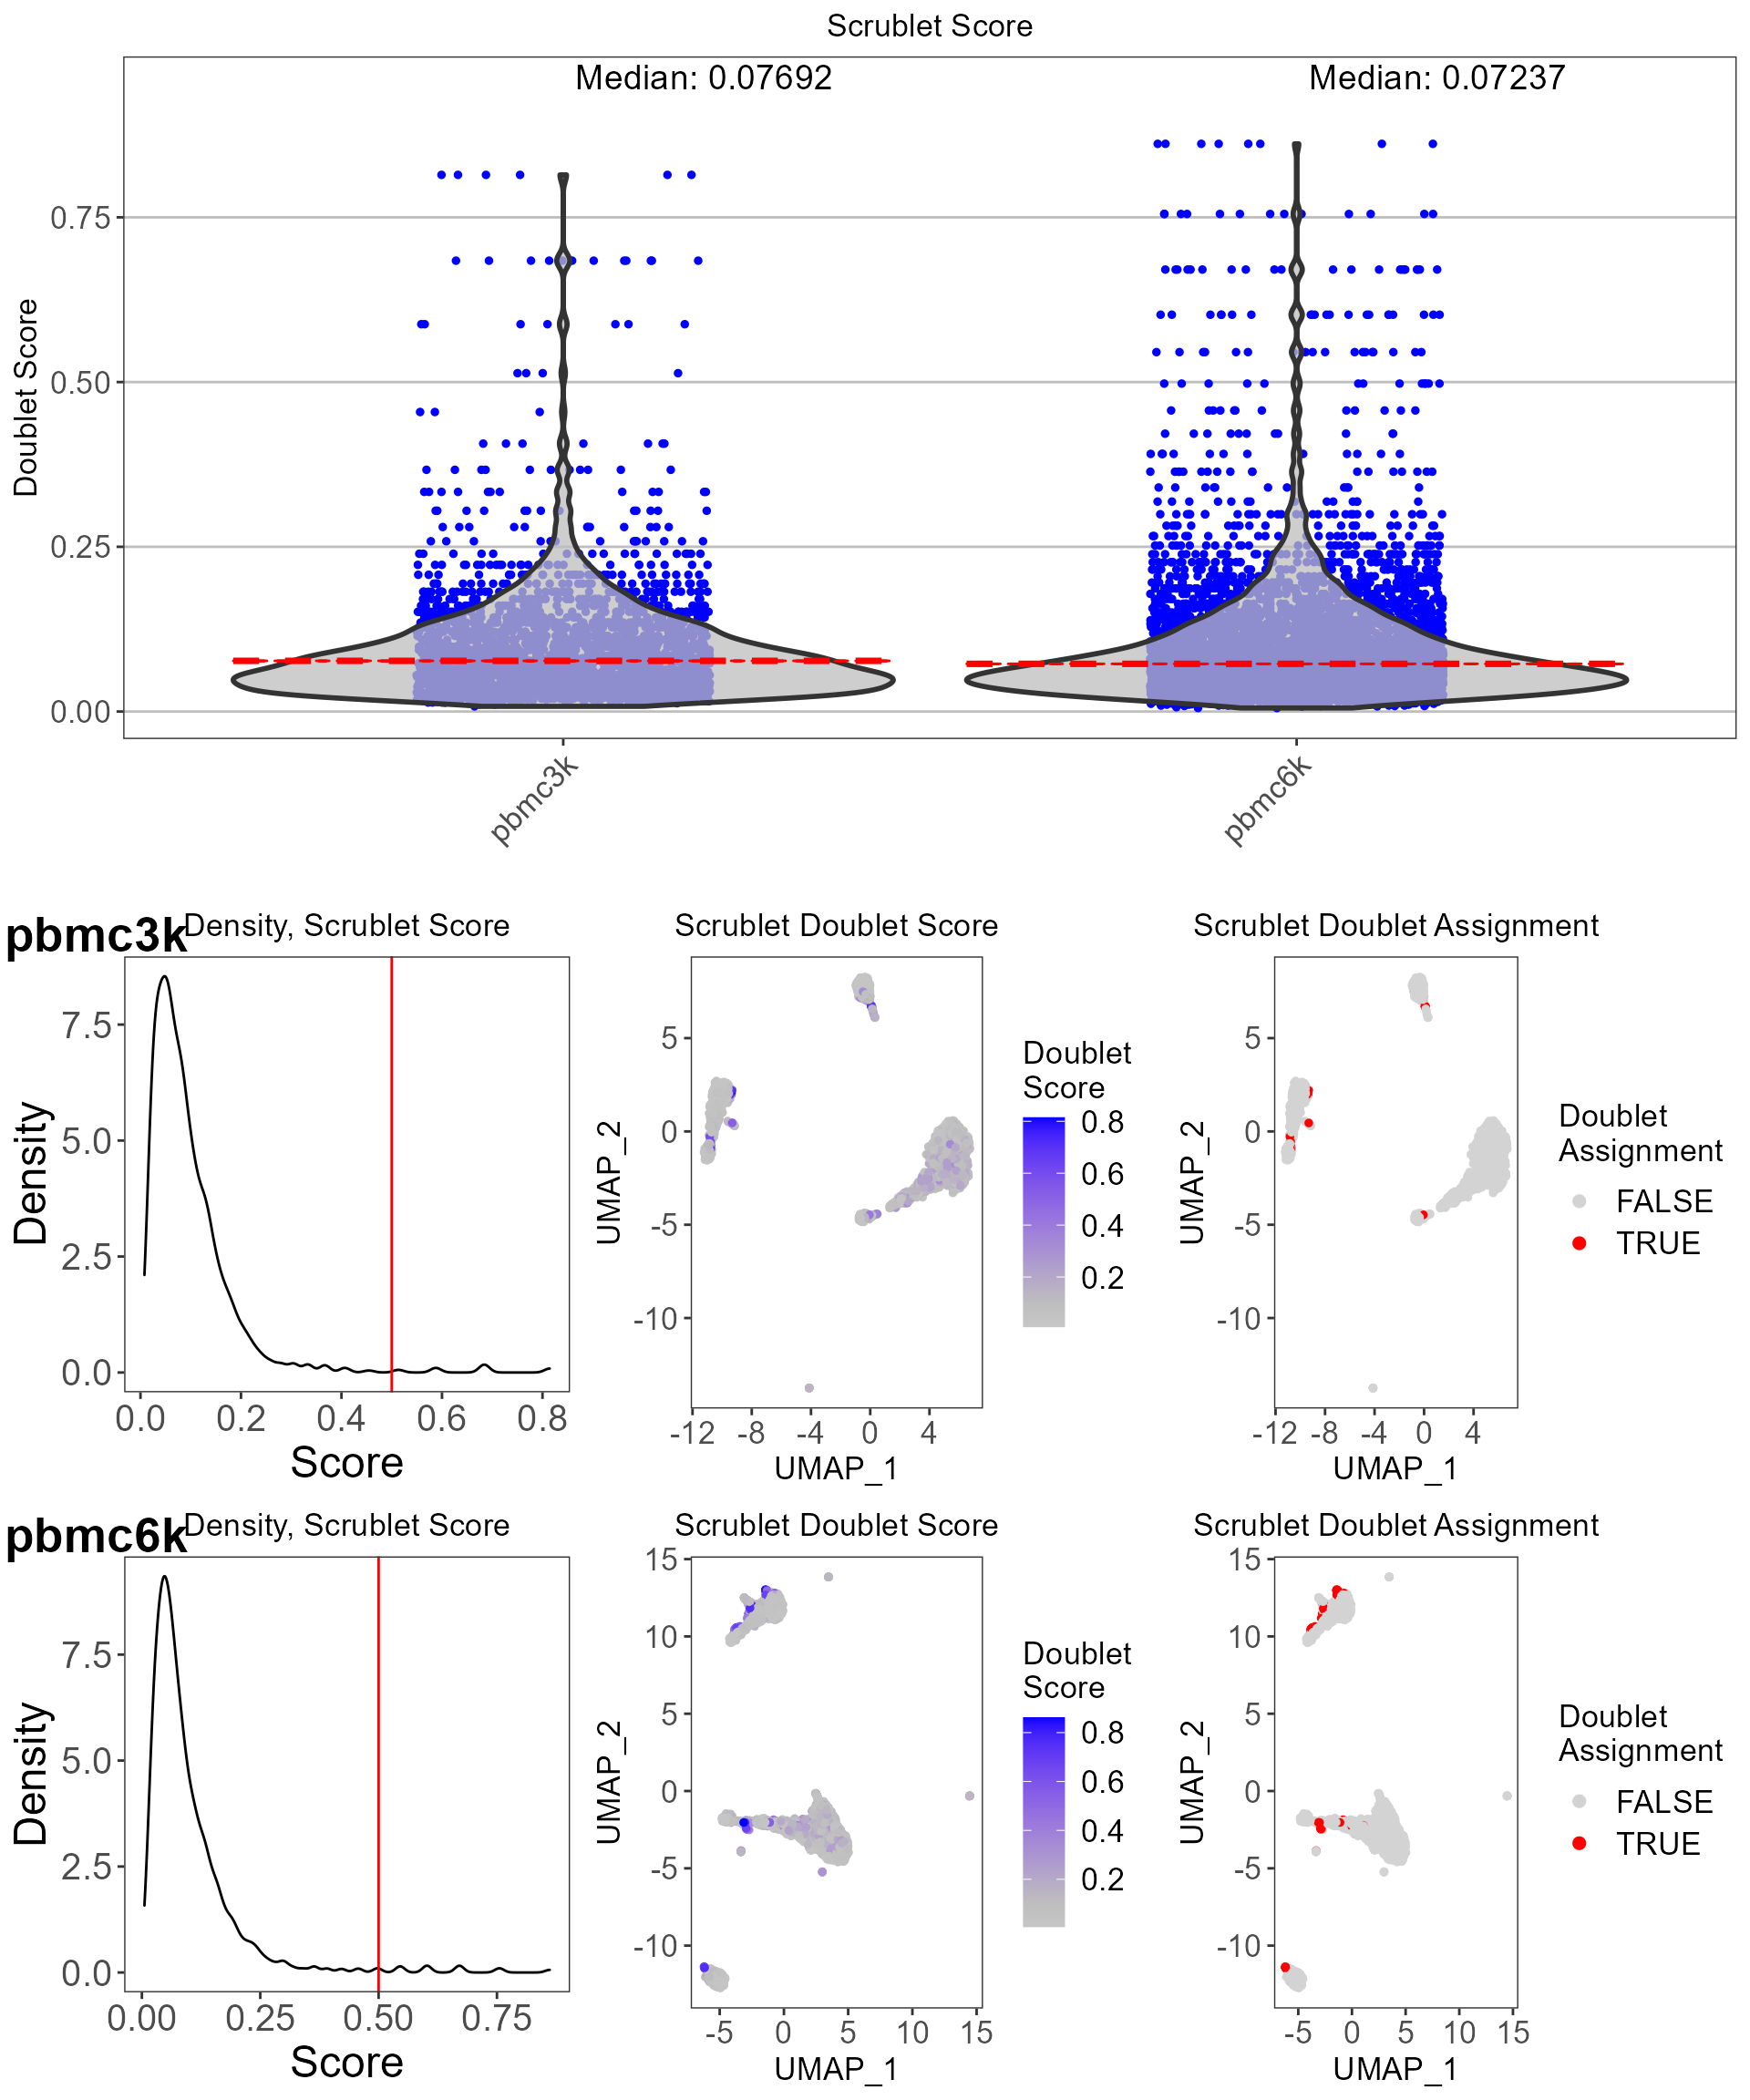 Scrublet Score
Median: 0.07692
Median: 0.07237
Doublet Score
0.75
0.50
0.25
0.00
pbmc3k
pbmc6k
pbmc3k
Density, Scrublet Score
Density
7.5
5.0
2.5
0.0
0.0 0.2 0.4 0.6 0.8
Score
Scrublet Doublet Score
UMAP_2
5
0
-5
-10
-12 -8 -4 0 4
UMAP_1
Doublet
Score
0.8
0.6
0.4
0.2
Scrublet Doublet Assignment
UMAP_2
5
0
-5
-10
-12 -8 -4 0 4
UMAP_1
Doublet
Assignment
FALSE
TRUE
pbmc6k
Density, Scrublet Score
Density
7.5
5.0
2.5
0.0
0.00 0.25 0.50 0.75
Score
Scrublet Doublet Score
UMAP_2
15
10
5
0
-5
-10
-5 0 5 10 15
UMAP_1
Doublet
Score
0.8
0.6
0.4
0.2
Scrublet Doublet Assignment
UMAP_2
15
10
5
0
-5
-10
-5 0 5 10 15
UMAP_1
Doublet
Assignment
FALSE
TRUE